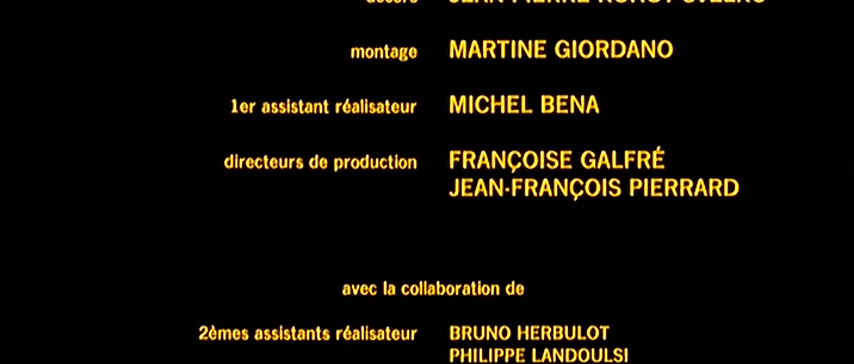 montage MARTINE GIORDANO
1er assistant réalisateur MICHEL BENA
directeurs de production FRANÇOISE GALFRÉ
JEAN-FRANÇOIS PIERRARD
avec la collaboration de
2èmes assistants réalisateur BRUNO HERBULOT
PHILIPPE LANDOULSI